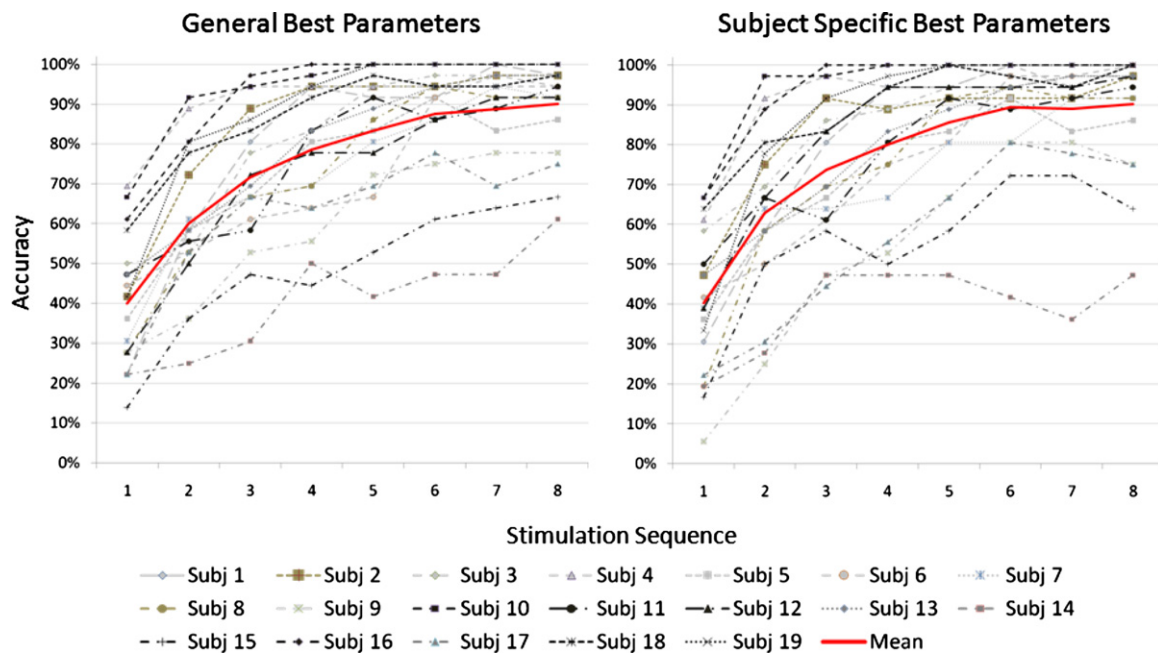 General Best Parameters
Subject Specific Best Parameters
Accuracy
100%
90%
80%
70%
60%
50%
40%
30%
20%
10%
0%
1 2 3 4 5 6 7 8
100%
90%
80%
70%
60%
50%
40%
30%
20%
10%
0%
1 2 3 4 5 6 7 8
Stimulation Sequence
Subj 1 Subj 2 Subj 3 Subj 4 Subj 5 Subj 6 Subj 7
Subj 8 Subj 9 Subj 10 Subj 11 Subj 12 Subj 13 Subj 14
Subj 15 Subj 16 Subj 17 Subj 18 Subj 19 Mean